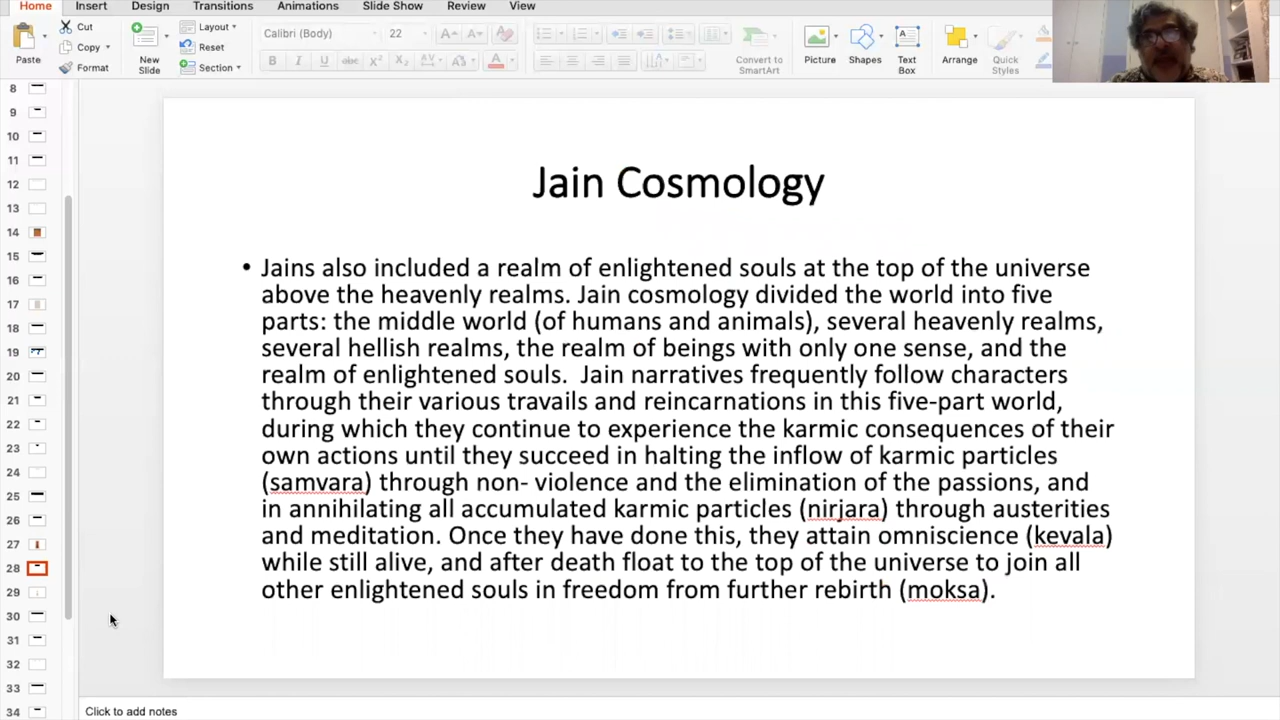 Home Insert Design Transitions Animations Slide Show Review View
Cut
Copy
Format
Paste
New Slide
Layout
Reset
Section
Calibri (Body) 22
Convert to SmartArt
Picture
Shapes
Text Box
Arrange
Quick Styles
8
9
10
11
12
13
14
15
16
17
18
19
20
21
22
23
24
25
26
27
28
29
30
31
32
33
34
Jain Cosmology
• Jains also included a realm of enlightened souls at the top of the universe
above the heavenly realms. Jain cosmology divided the world into five
parts: the middle world (of humans and animals), several heavenly realms,
several hellish realms, the realm of beings with only one sense, and the
realm of enlightened souls.  Jain narratives frequently follow characters
through their various travails and reincarnations in this five-part world,
during which they continue to experience the karmic consequences of their
own actions until they succeed in halting the inflow of karmic particles
(samvara) through non- violence and the elimination of the passions, and
in annihilating all accumulated karmic particles (nirjara) through austerities
and meditation. Once they have done this, they attain omniscience (kevala)
while still alive, and after death float to the top of the universe to join all
other enlightened souls in freedom from further rebirth (moksa).
Click to add notes